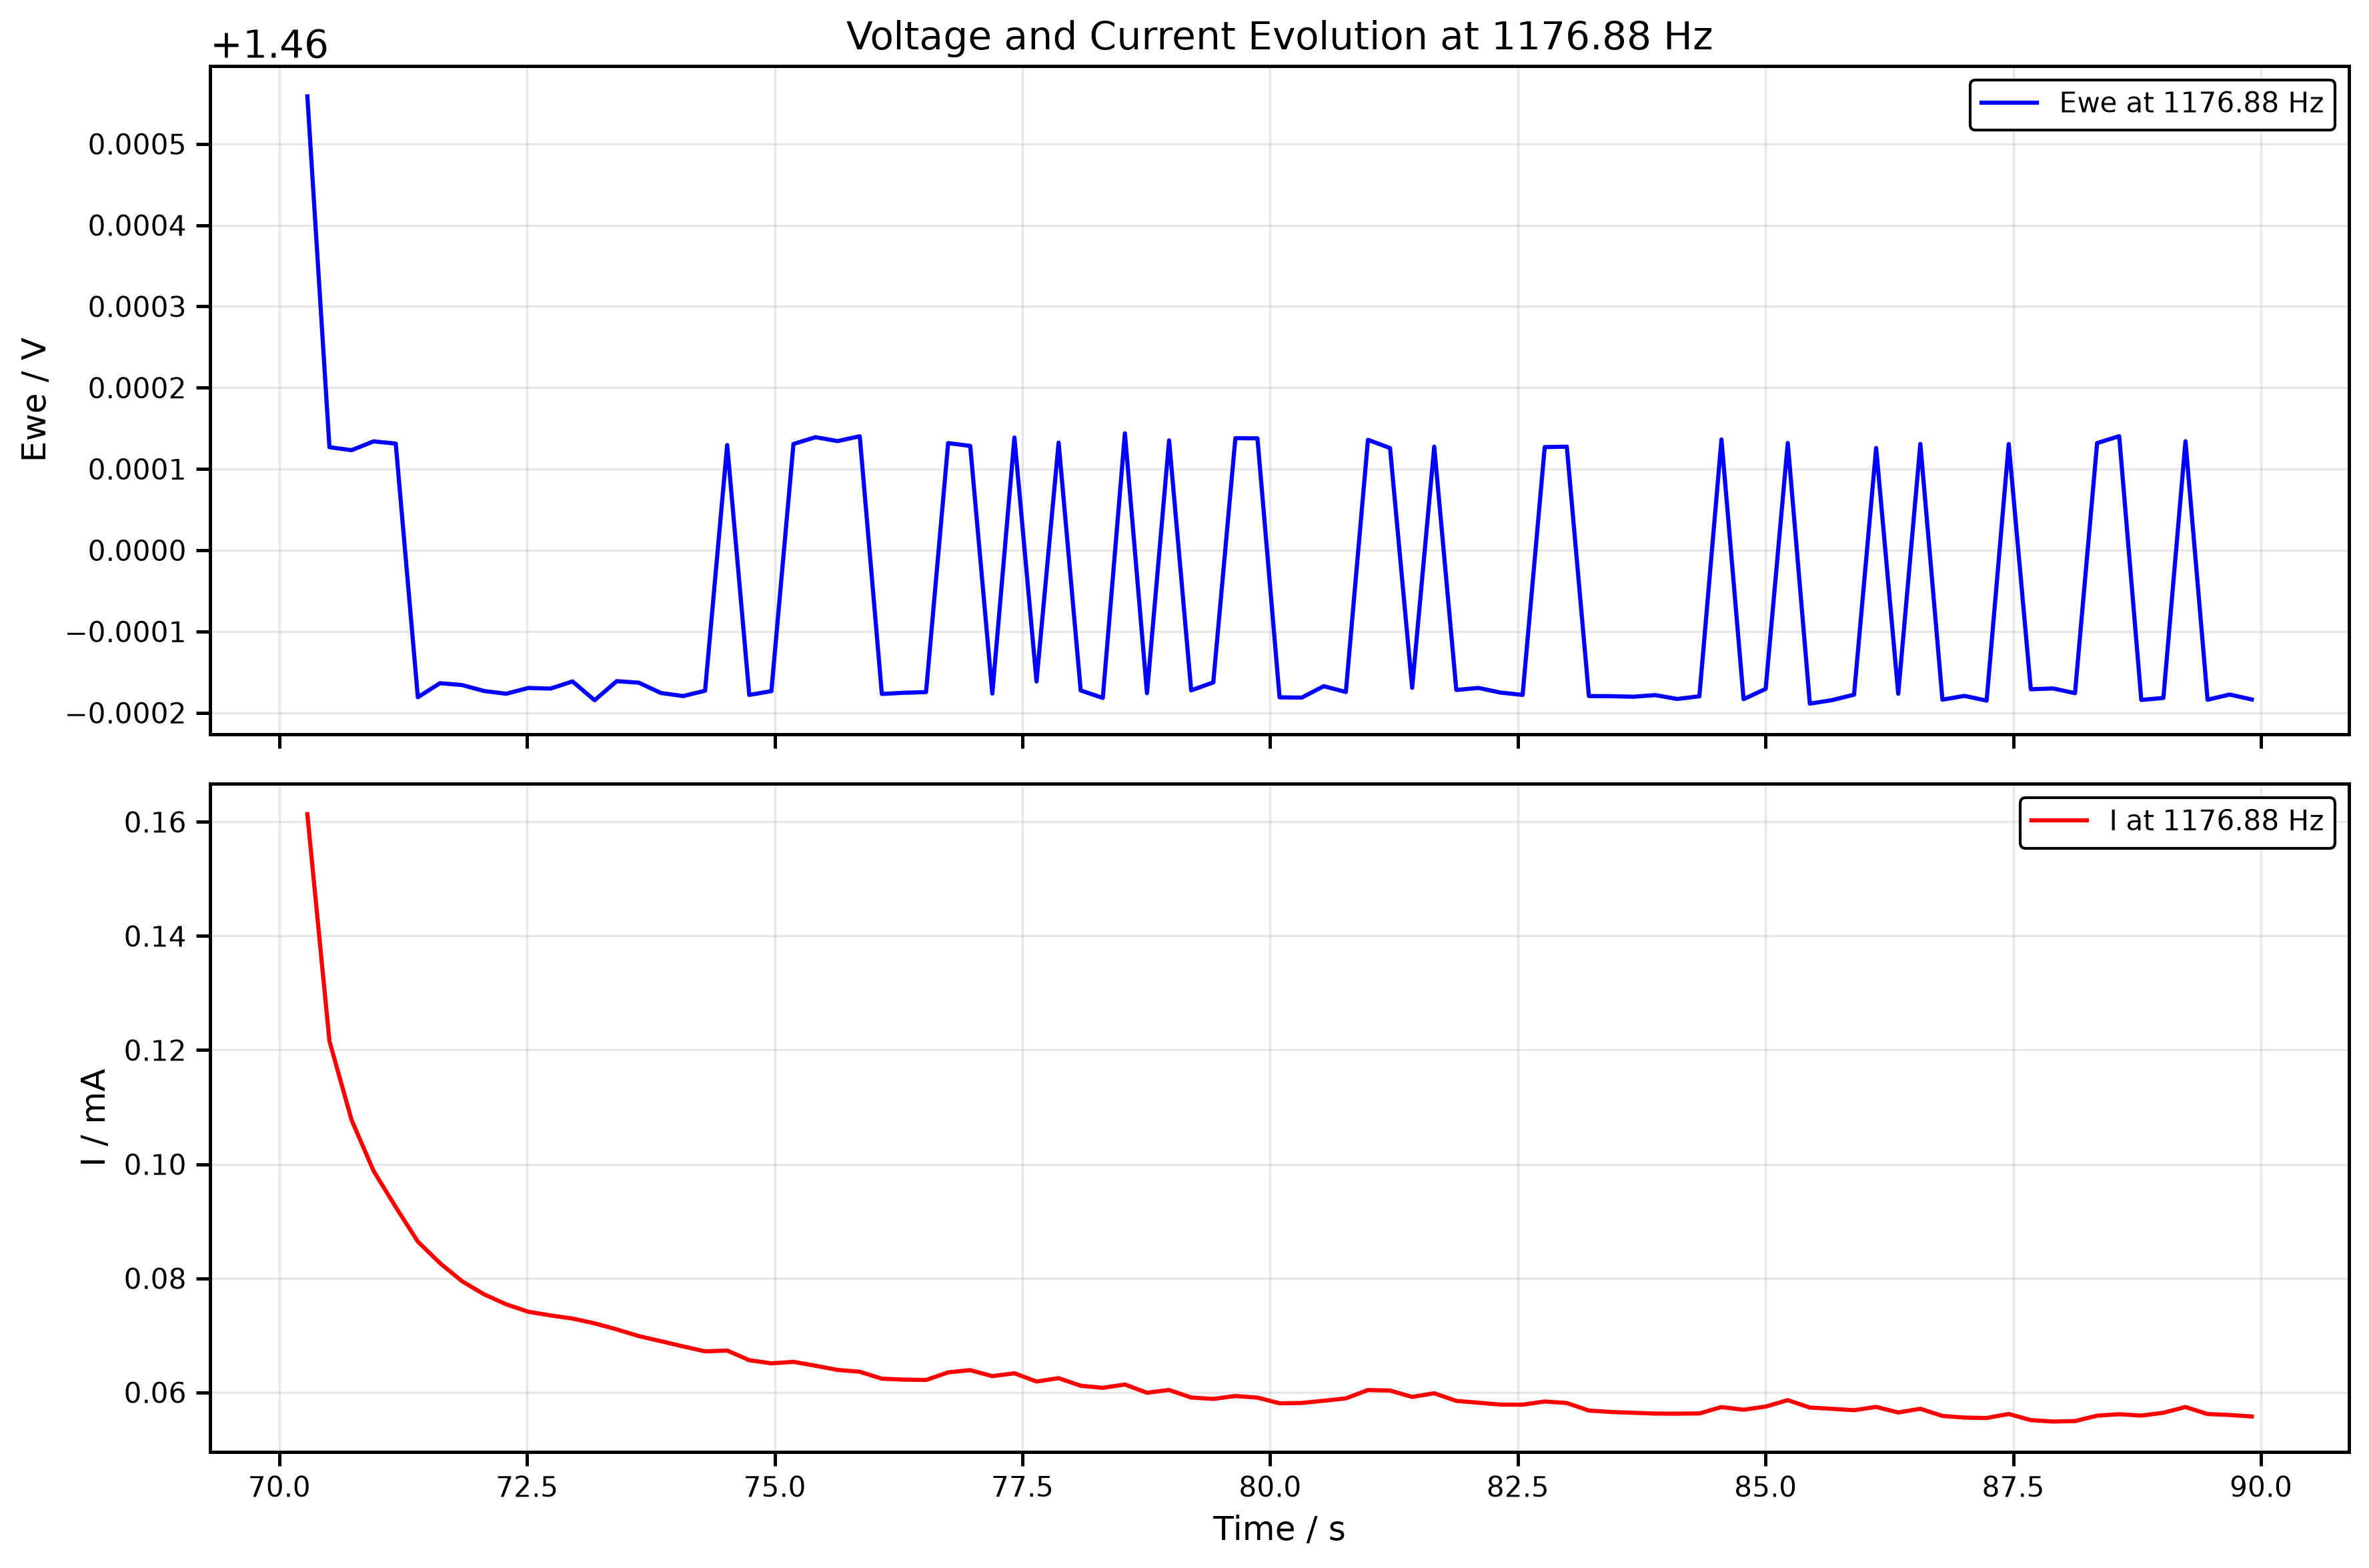 Voltage and Current Evolution at 1176.88 Hz
+1.46
Ewe at 1176.88 Hz
0.0005
0.0004
0.0003
0.0002
0.0001
0.0000
−0.0001
−0.0002
Ewe / V
I at 1176.88 Hz
0.16
0.14
0.12
0.10
0.08
0.06
I / mA
70.0 72.5 75.0 77.5 80.0 82.5 85.0 87.5 90.0
Time / s